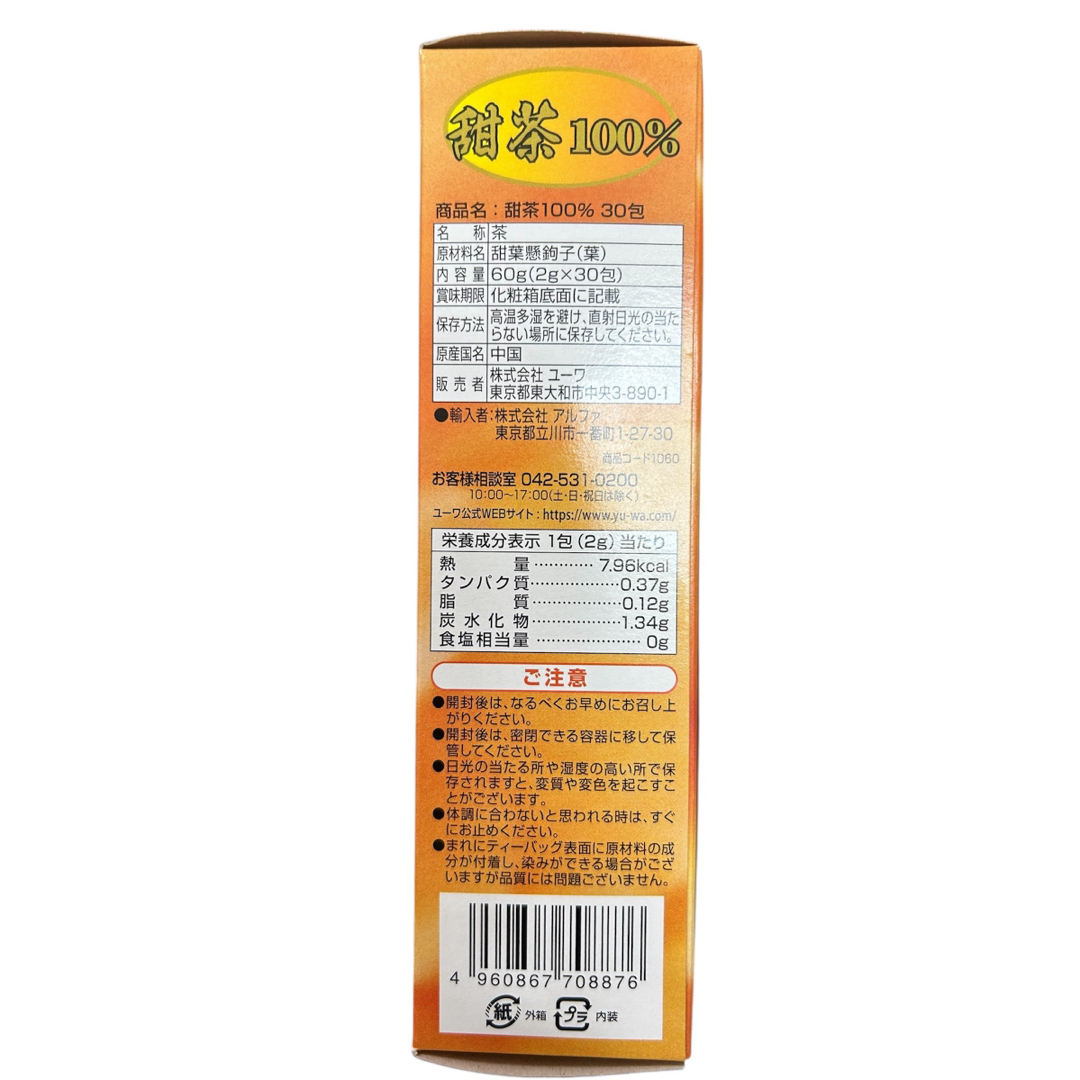 甜茶100%
商品名：甜茶100% 30包
名　称 茶
原材料名 甜葉懸鉤子(葉)
内容量 60g(2g×30包)
賞味期限 化粧箱底面に記載
保存方法 高温多湿を避け、直射日光の当た
らない場所に保存してください。
原産国名 中国
販売者 株式会社 ユーワ
東京都東大和市中央3-890-1
●輸入者：株式会社 アルファ
東京都立川市一番町1-27-30
商品コード1060
お客様相談室 042-531-0200
10:00〜17:00(土・日・祝日は除く)
ユーワ公式WEBサイト：https://www.yu-wa.com/
栄養成分表示 1包(2g)当たり
熱量…………7.96kcal
タンパク質………………0.37g
脂質………………0.12g
炭水化物………………1.34g
食塩相当量…………………0g
ご注意
●開封後は、なるべくお早めにお召し上
がりください。
●開封後は、密閉できる容器に移して保
管してください。
●日光の当たる所や湿度の高い所で保
存されますと、変質や変色を起こすこ
とがございます。
●体調に合わないと思われる時は、すぐ
にお止めください。
●まれにティーバッグ表面に原材料の成
分が付着し、染みができる場合がござ
いますが品質には問題ございません。
4 960867 708876
紙 外箱 プラ 内装